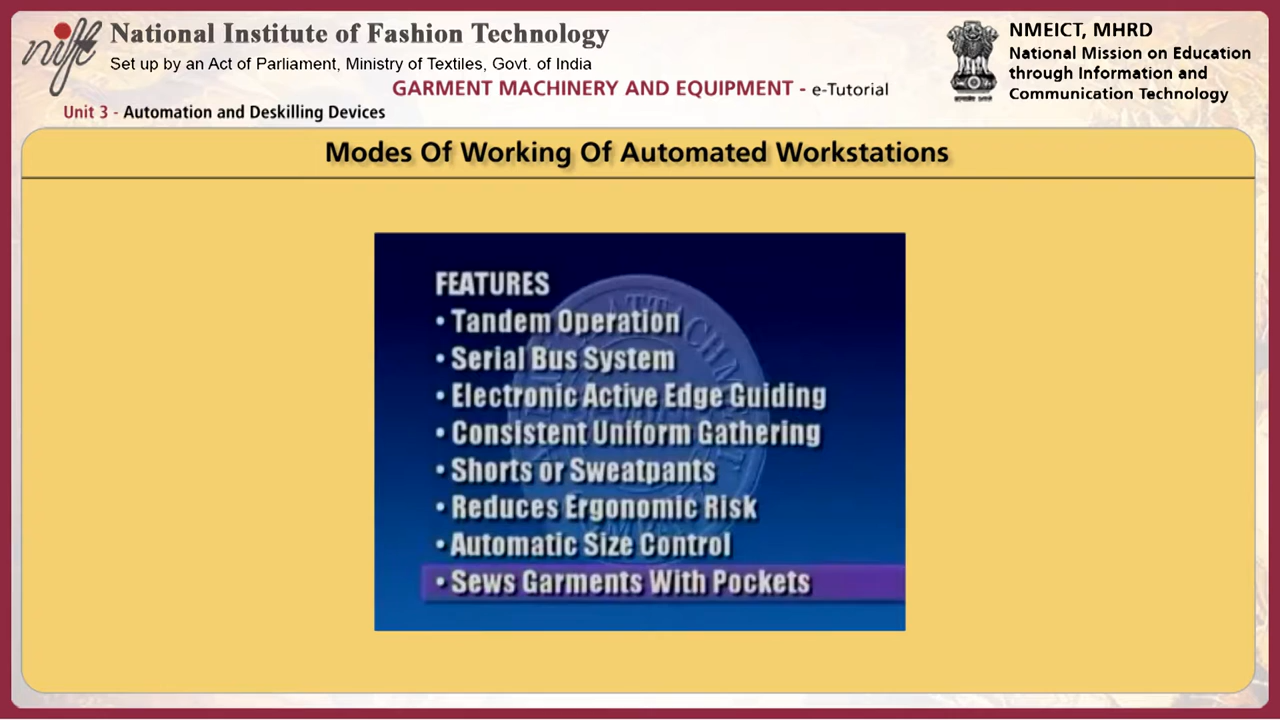 nift
National Institute of Fashion Technology
Set up by an Act of Parliament, Ministry of Textiles, Govt. of India
NMEICT, MHRD
National Mission on Education
through Information and
Communication Technology
GARMENT MACHINERY AND EQUIPMENT - e-Tutorial
Unit 3 - Automation and Deskilling Devices
Modes Of Working Of Automated Workstations
FEATURES
• Tandem Operation
• Serial Bus System
• Electronic Active Edge Guiding
• Consistent Uniform Gathering
• Shorts or Sweatpants
• Reduces Ergonomic Risk
• Automatic Size Control
• Sews Garments With Pockets